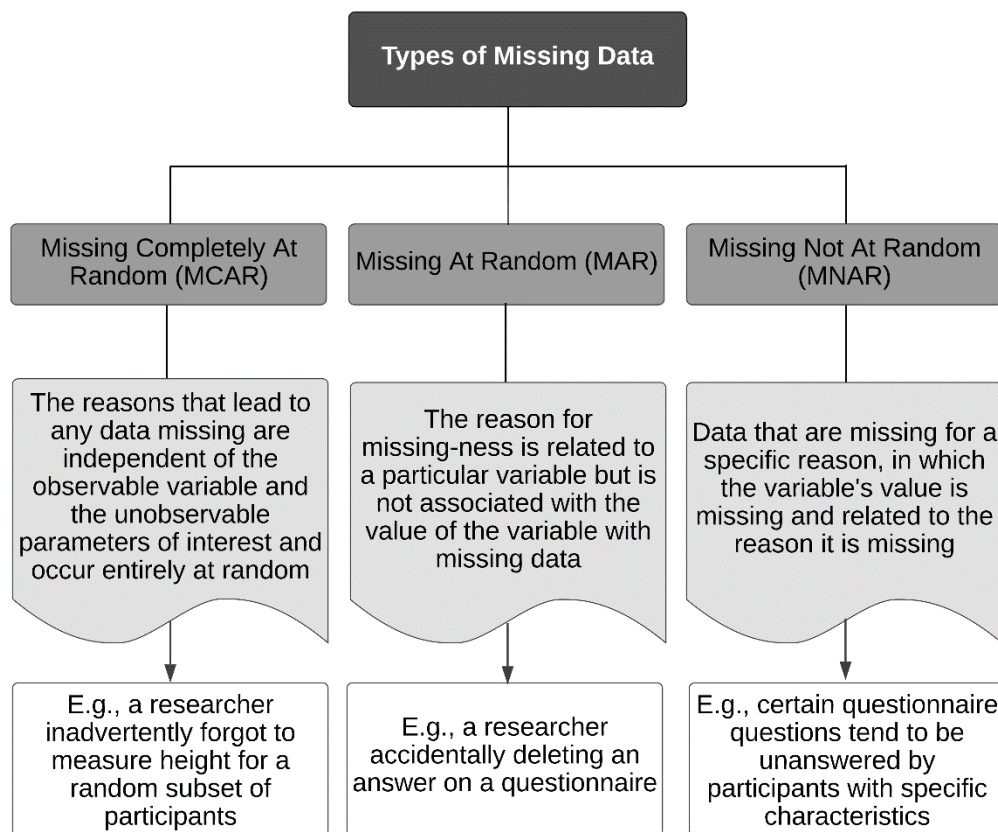 Types of Missing Data
Missing Completely At
Random (MCAR)
Missing At Random (MAR)
Missing Not At Random
(MNAR)
The reasons that lead to
any data missing are
independent of the
observable variable and
the unobservable
parameters of interest and
occur entirely at random
The reason for
missing-ness is related to
a particular variable but is
not associated with the
value of the variable with
missing data
Data that are missing for a
specific reason, in which
the variable's value is
missing and related to the
reason it is missing
E.g., a researcher
inadvertently forgot to
measure height for a
random subset of
participants
E.g., a researcher
accidentally deleting an
answer on a questionnaire
E.g., certain questionnaire
questions tend to be
unanswered by
participants with specific
characteristics